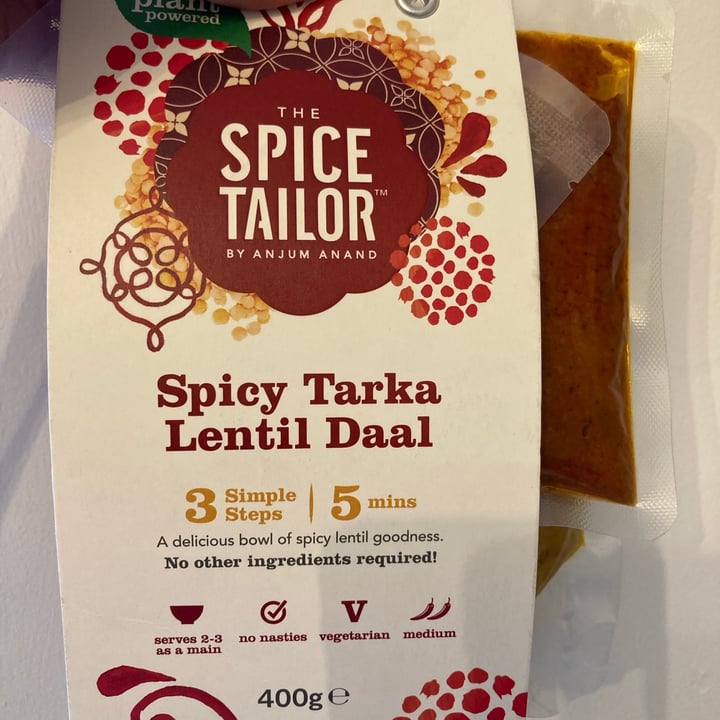 plant
powered
THE
SPICE
TAILOR™
BY ANJUM ANAND
Spicy Tarka
Lentil Daal
3 Simple Steps | 5 mins
A delicious bowl of spicy lentil goodness.
No other ingredients required!
serves 2-3 as a main
no nasties
V vegetarian
medium
400g ℮